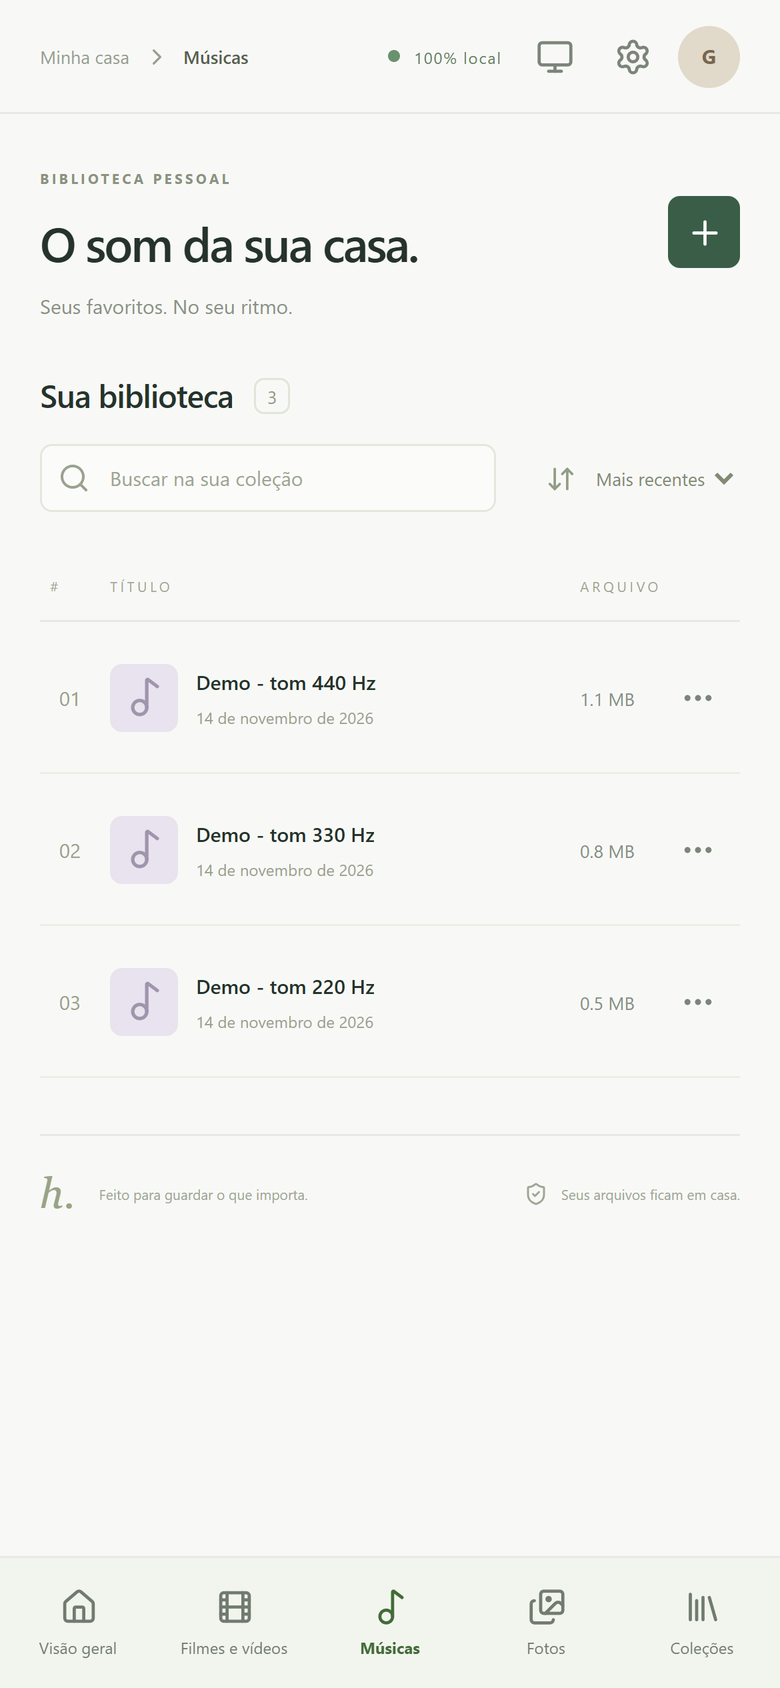 Minha casa > Músicas
100% local
G
BIBLIOTECA PESSOAL
O som da sua casa.
Seus favoritos. No seu ritmo.
Sua biblioteca 3
Buscar na sua coleção
Mais recentes
# TÍTULO ARQUIVO
01 Demo - tom 440 Hz 1.1 MB
14 de novembro de 2026
02 Demo - tom 330 Hz 0.8 MB
14 de novembro de 2026
03 Demo - tom 220 Hz 0.5 MB
14 de novembro de 2026
h. Feito para guardar o que importa.
Seus arquivos ficam em casa.
Visão geral
Filmes e vídeos
Músicas
Fotos
Coleções